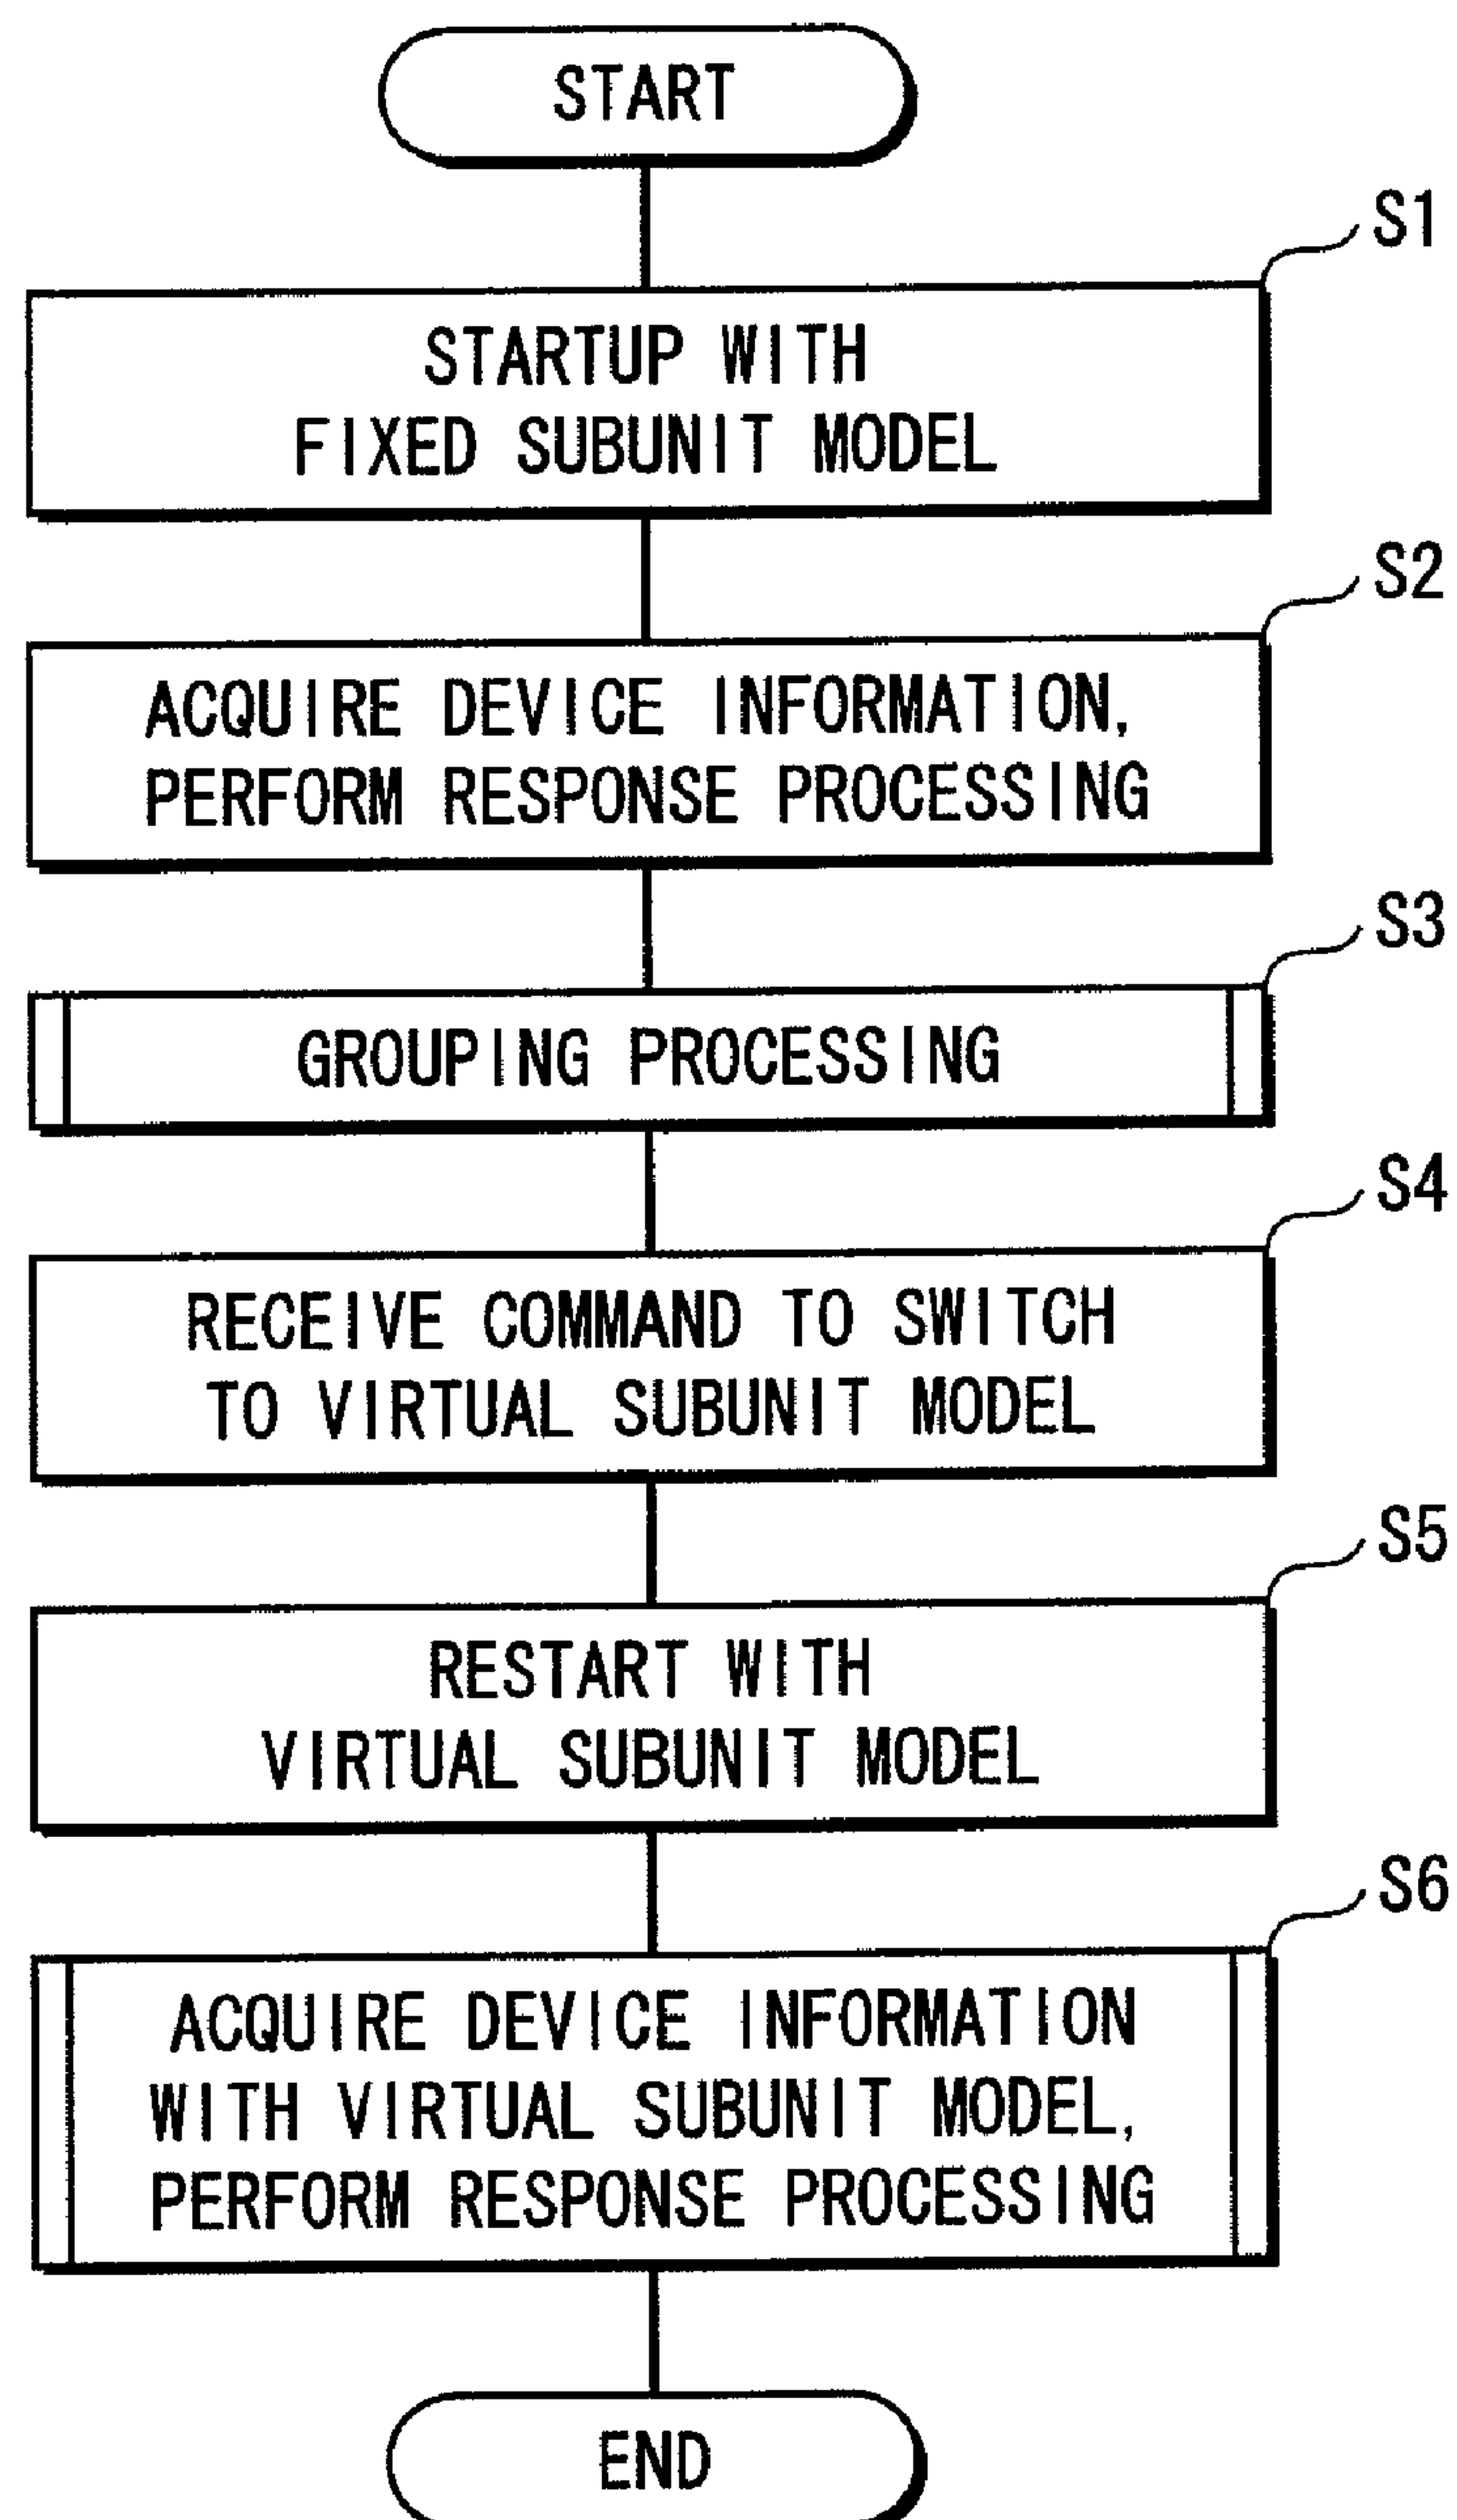 START
S1
STARTUP WITH
FIXED SUBUNIT MODEL
S2
ACQUIRE DEVICE INFORMATION,
PERFORM RESPONSE PROCESSING
S3
GROUPING PROCESSING
S4
RECEIVE COMMAND TO SWITCH
TO VIRTUAL SUBUNIT MODEL
S5
RESTART WITH
VIRTUAL SUBUNIT MODEL
S6
ACQUIRE DEVICE INFORMATION
WITH VIRTUAL SUBUNIT MODEL,
PERFORM RESPONSE PROCESSING
END